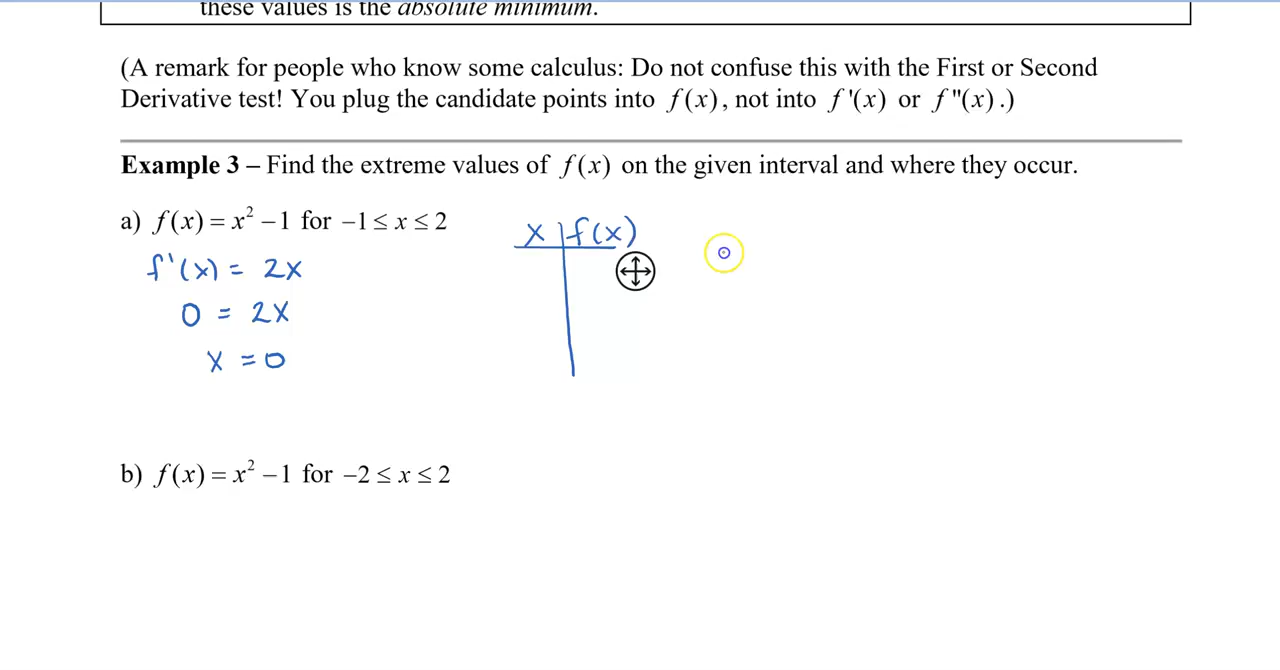 these values is the absolute minimum.
(A remark for people who know some calculus: Do not confuse this with the First or Second
Derivative test! You plug the candidate points into f(x), not into f'(x) or f"(x).)
Example 3 – Find the extreme values of f(x) on the given interval and where they occur.
a) f(x) = x² − 1 for −1 ≤ x ≤ 2
f'(x) = 2x
0 = 2x
x = 0
x | f(x)
b) f(x) = x² − 1 for −2 ≤ x ≤ 2